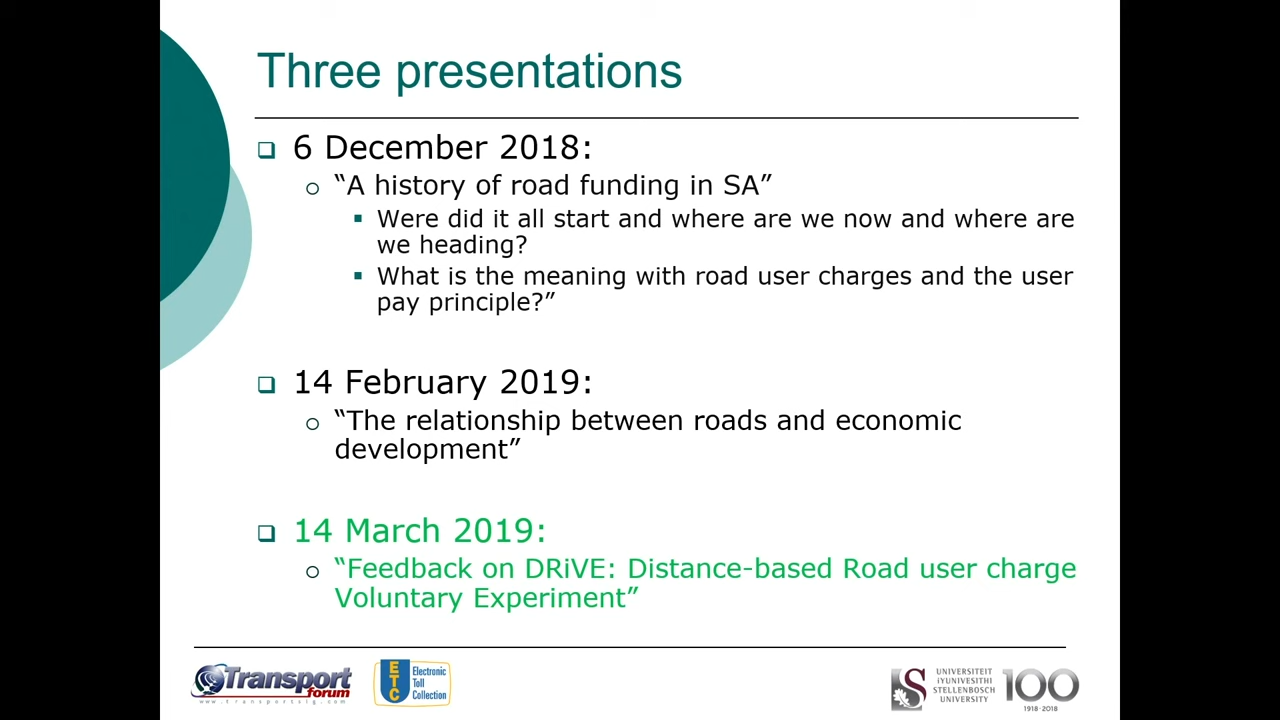 Three presentations
6 December 2018:
“A history of road funding in SA”
Were did it all start and where are we now and where are
we heading?
What is the meaning with road user charges and the user
pay principle?”
14 February 2019:
“The relationship between roads and economic
development”
14 March 2019:
“Feedback on DRiVE: Distance-based Road user charge
Voluntary Experiment”
Transport
forum
www.transportsig.com
ETC
Electronic
Toll
Collection
UNIVERSITEIT
iYUNIVESITHI
STELLENBOSCH
UNIVERSITY
100
1918·2018